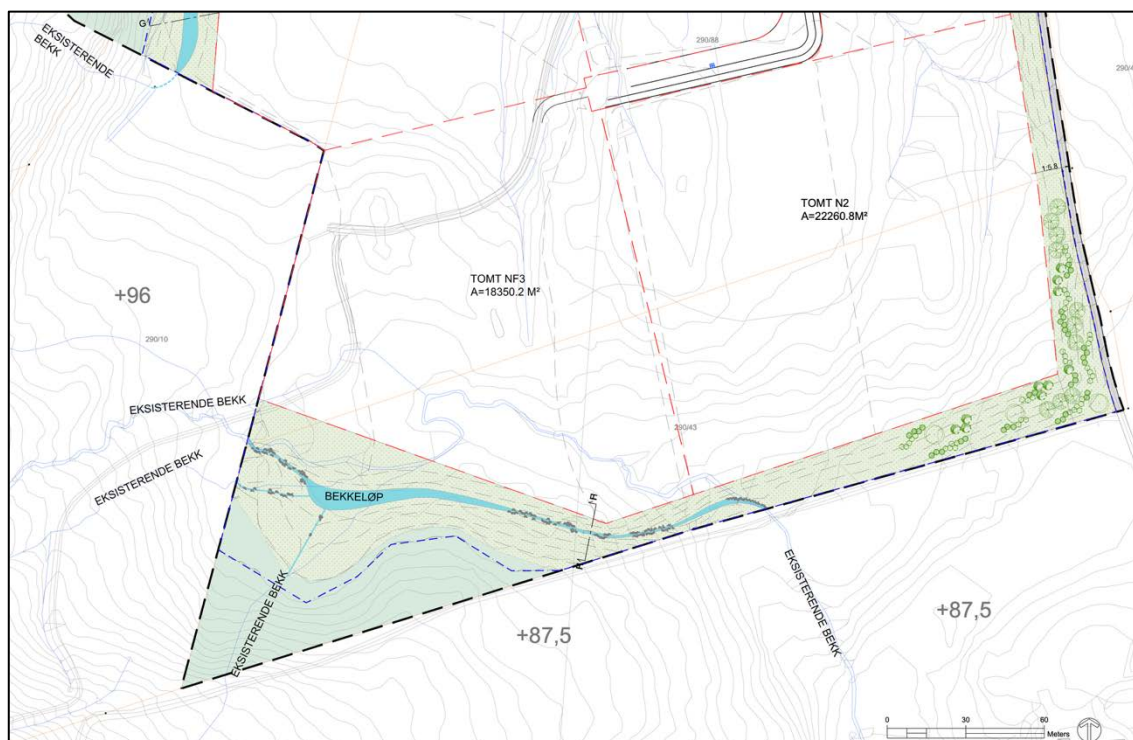 G
EKSISTERENDE
BEKK
290/88
1:5.8
TOMT N2
A=22260.8M²
TOMT NF3
A=18350.2 M²
+96
290/10
EKSISTERENDE BEKK
290/43
EKSISTERENDE BEKK
BEKKELØP
EKSISTERENDE BEKK
EKSISTERENDE BEKK
+87,5
+87,5
0 30 60
Meters